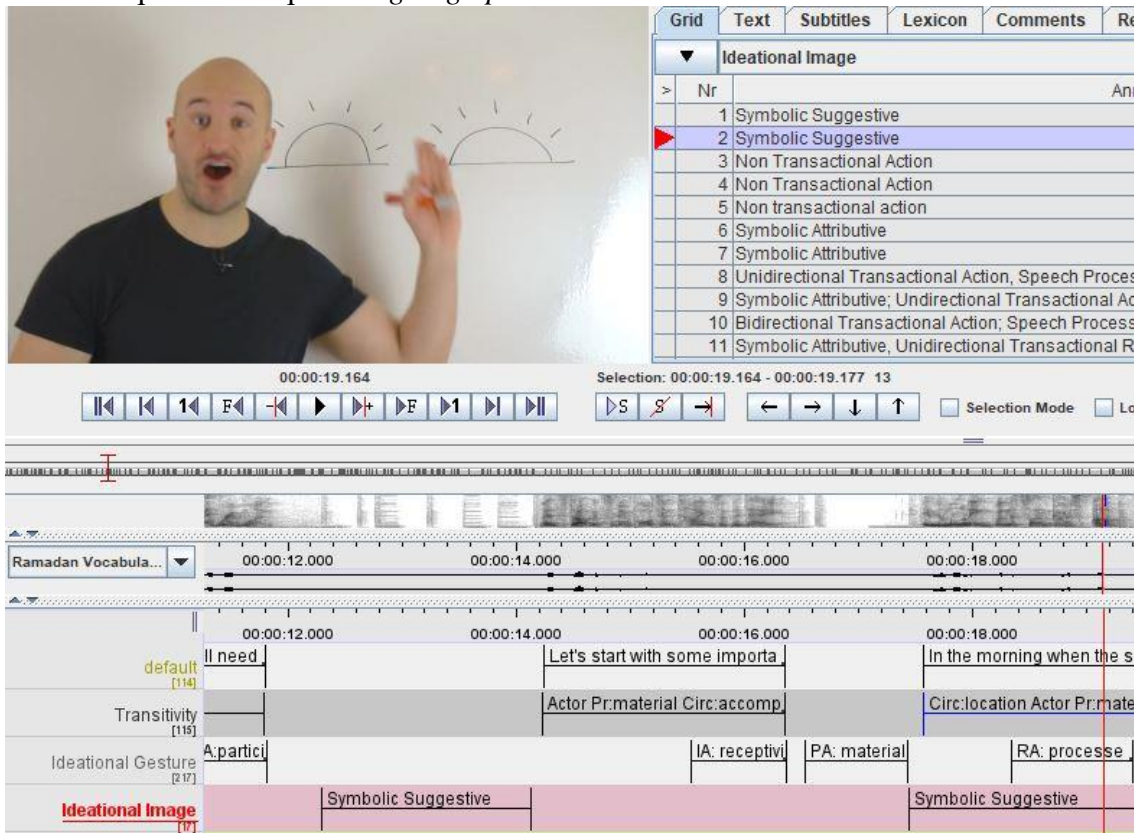 Grid Text Subtitles Lexicon Comments Re
Ideational Image
> Nr Ann
1 Symbolic Suggestive
2 Symbolic Suggestive
3 Non Transactional Action
4 Non Transactional Action
5 Non transactional action
6 Symbolic Attributive
7 Symbolic Attributive
8 Unidirectional Transactional Action, Speech Proces
9 Symbolic Attributive; Undirectional Transactional Ac
10 Bidirectional Transactional Action; Speech Process
11 Symbolic Attributive, Unidirectional Transactional R
00:00:19.164 Selection: 00:00:19.164 - 00:00:19.177 13
1 F + F 1 S S Selection Mode Lo
Ramadan Vocabula... 00:00:12.000 00:00:14.000 00:00:16.000 00:00:18.000
00:00:12.000 00:00:14.000 00:00:16.000 00:00:18.000
default [114] ll need Let's start with some importa In the morning when the s
Transitivity [115] Actor Pr:material Circ:accomp Circ:location Actor Pr:mate
Ideational Gesture [217] A:partici IA: receptivi PA: material RA: processe
Ideational Image [17] Symbolic Suggestive Symbolic Suggestive